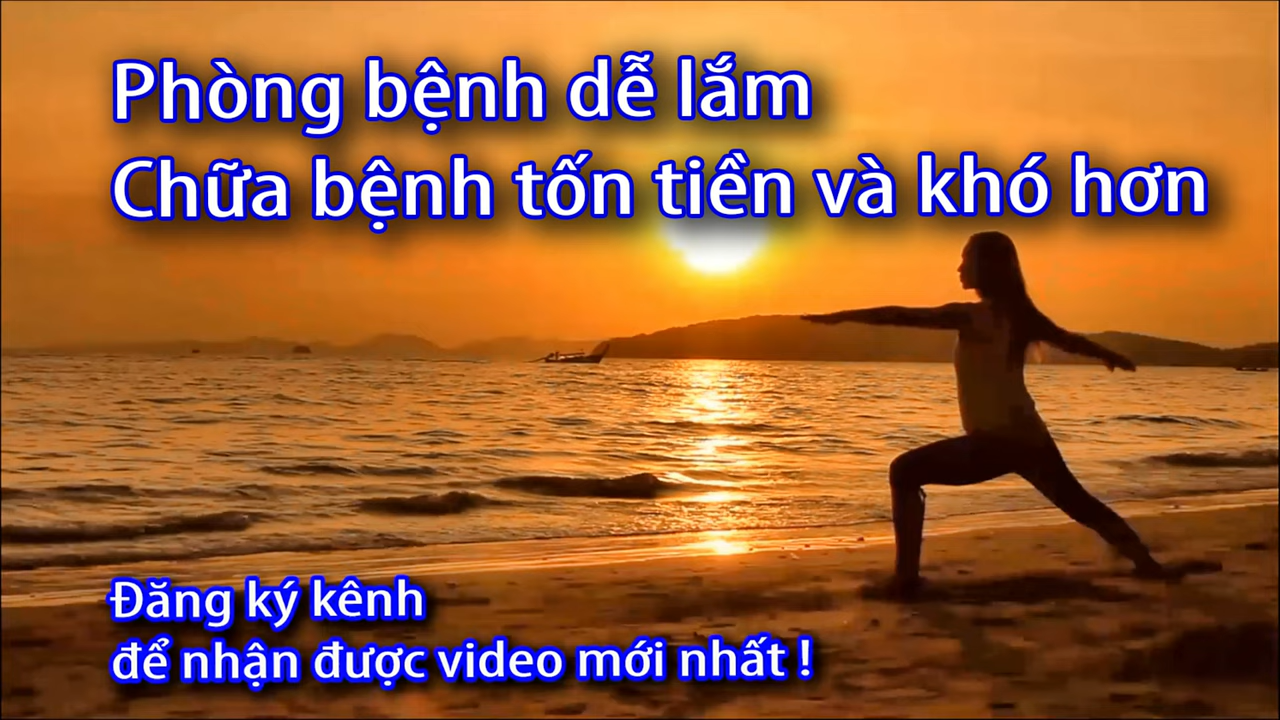 Phòng bệnh dễ lắm
Chữa bệnh tốn tiền và khó hơn
Đăng ký kênh
để nhận được video mới nhất !